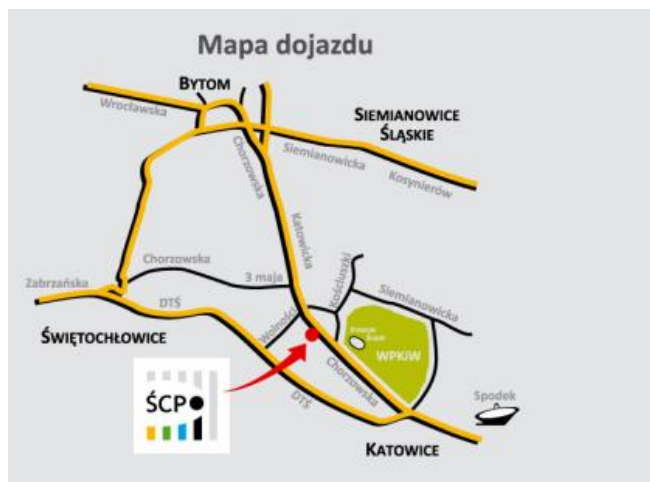 Mapa dojazdu
BYTOM
Wrocławska
SIEMIANOWICE
ŚLĄSKIE
Chorzowska
Siemianowicka
Kosynierów
Katowicka
Chorzowska
3 maja
Kościuszki
Zabrzańska
DTŚ
Siemianowicka
Wolności
ŚWIĘTOCHŁOWICE
WPKiW
Chorzowska
ŚCP
DTŚ
Spodek
KATOWICE